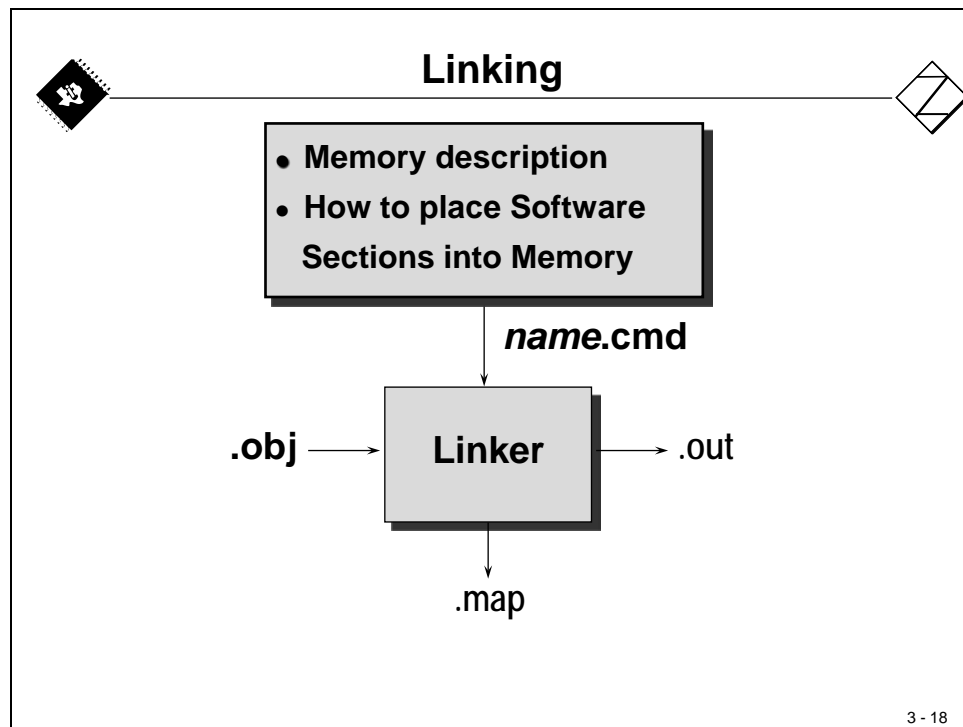 Linking
• Memory description
• How to place Software
Sections into Memory
name.cmd
.obj
Linker
.out
.map
3 - 18